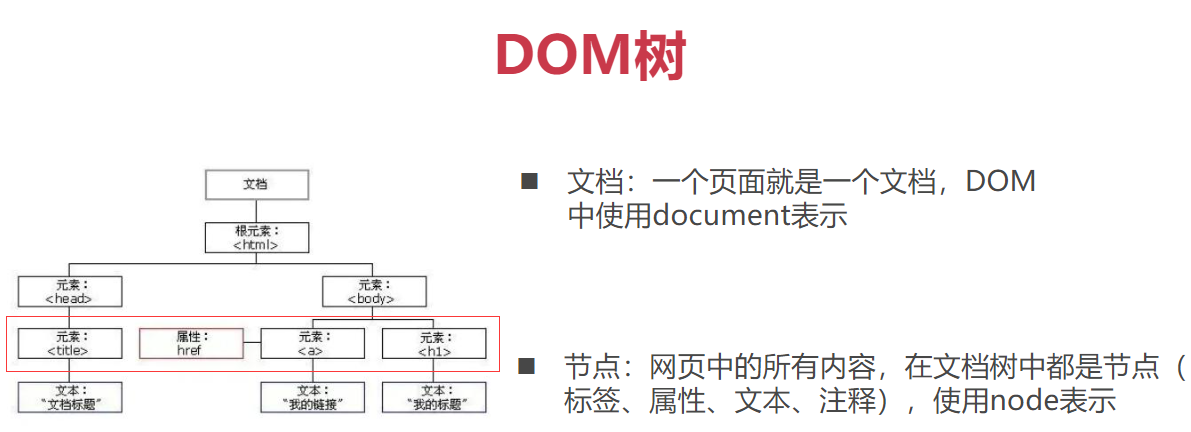 DOM树
文档
根元素：
<html>
元素：
<head>
元素：
<body>
元素：
<title>
属性：
href
元素：
<a>
元素：
<h1>
文本：
"文档标题"
文本：
"我的链接"
文本：
"我的标题"
■ 文档：一个页面就是一个文档，DOM
中使用document表示
■ 节点：网页中的所有内容，在文档树中都是节点（
标签、属性、文本、注释），使用node表示